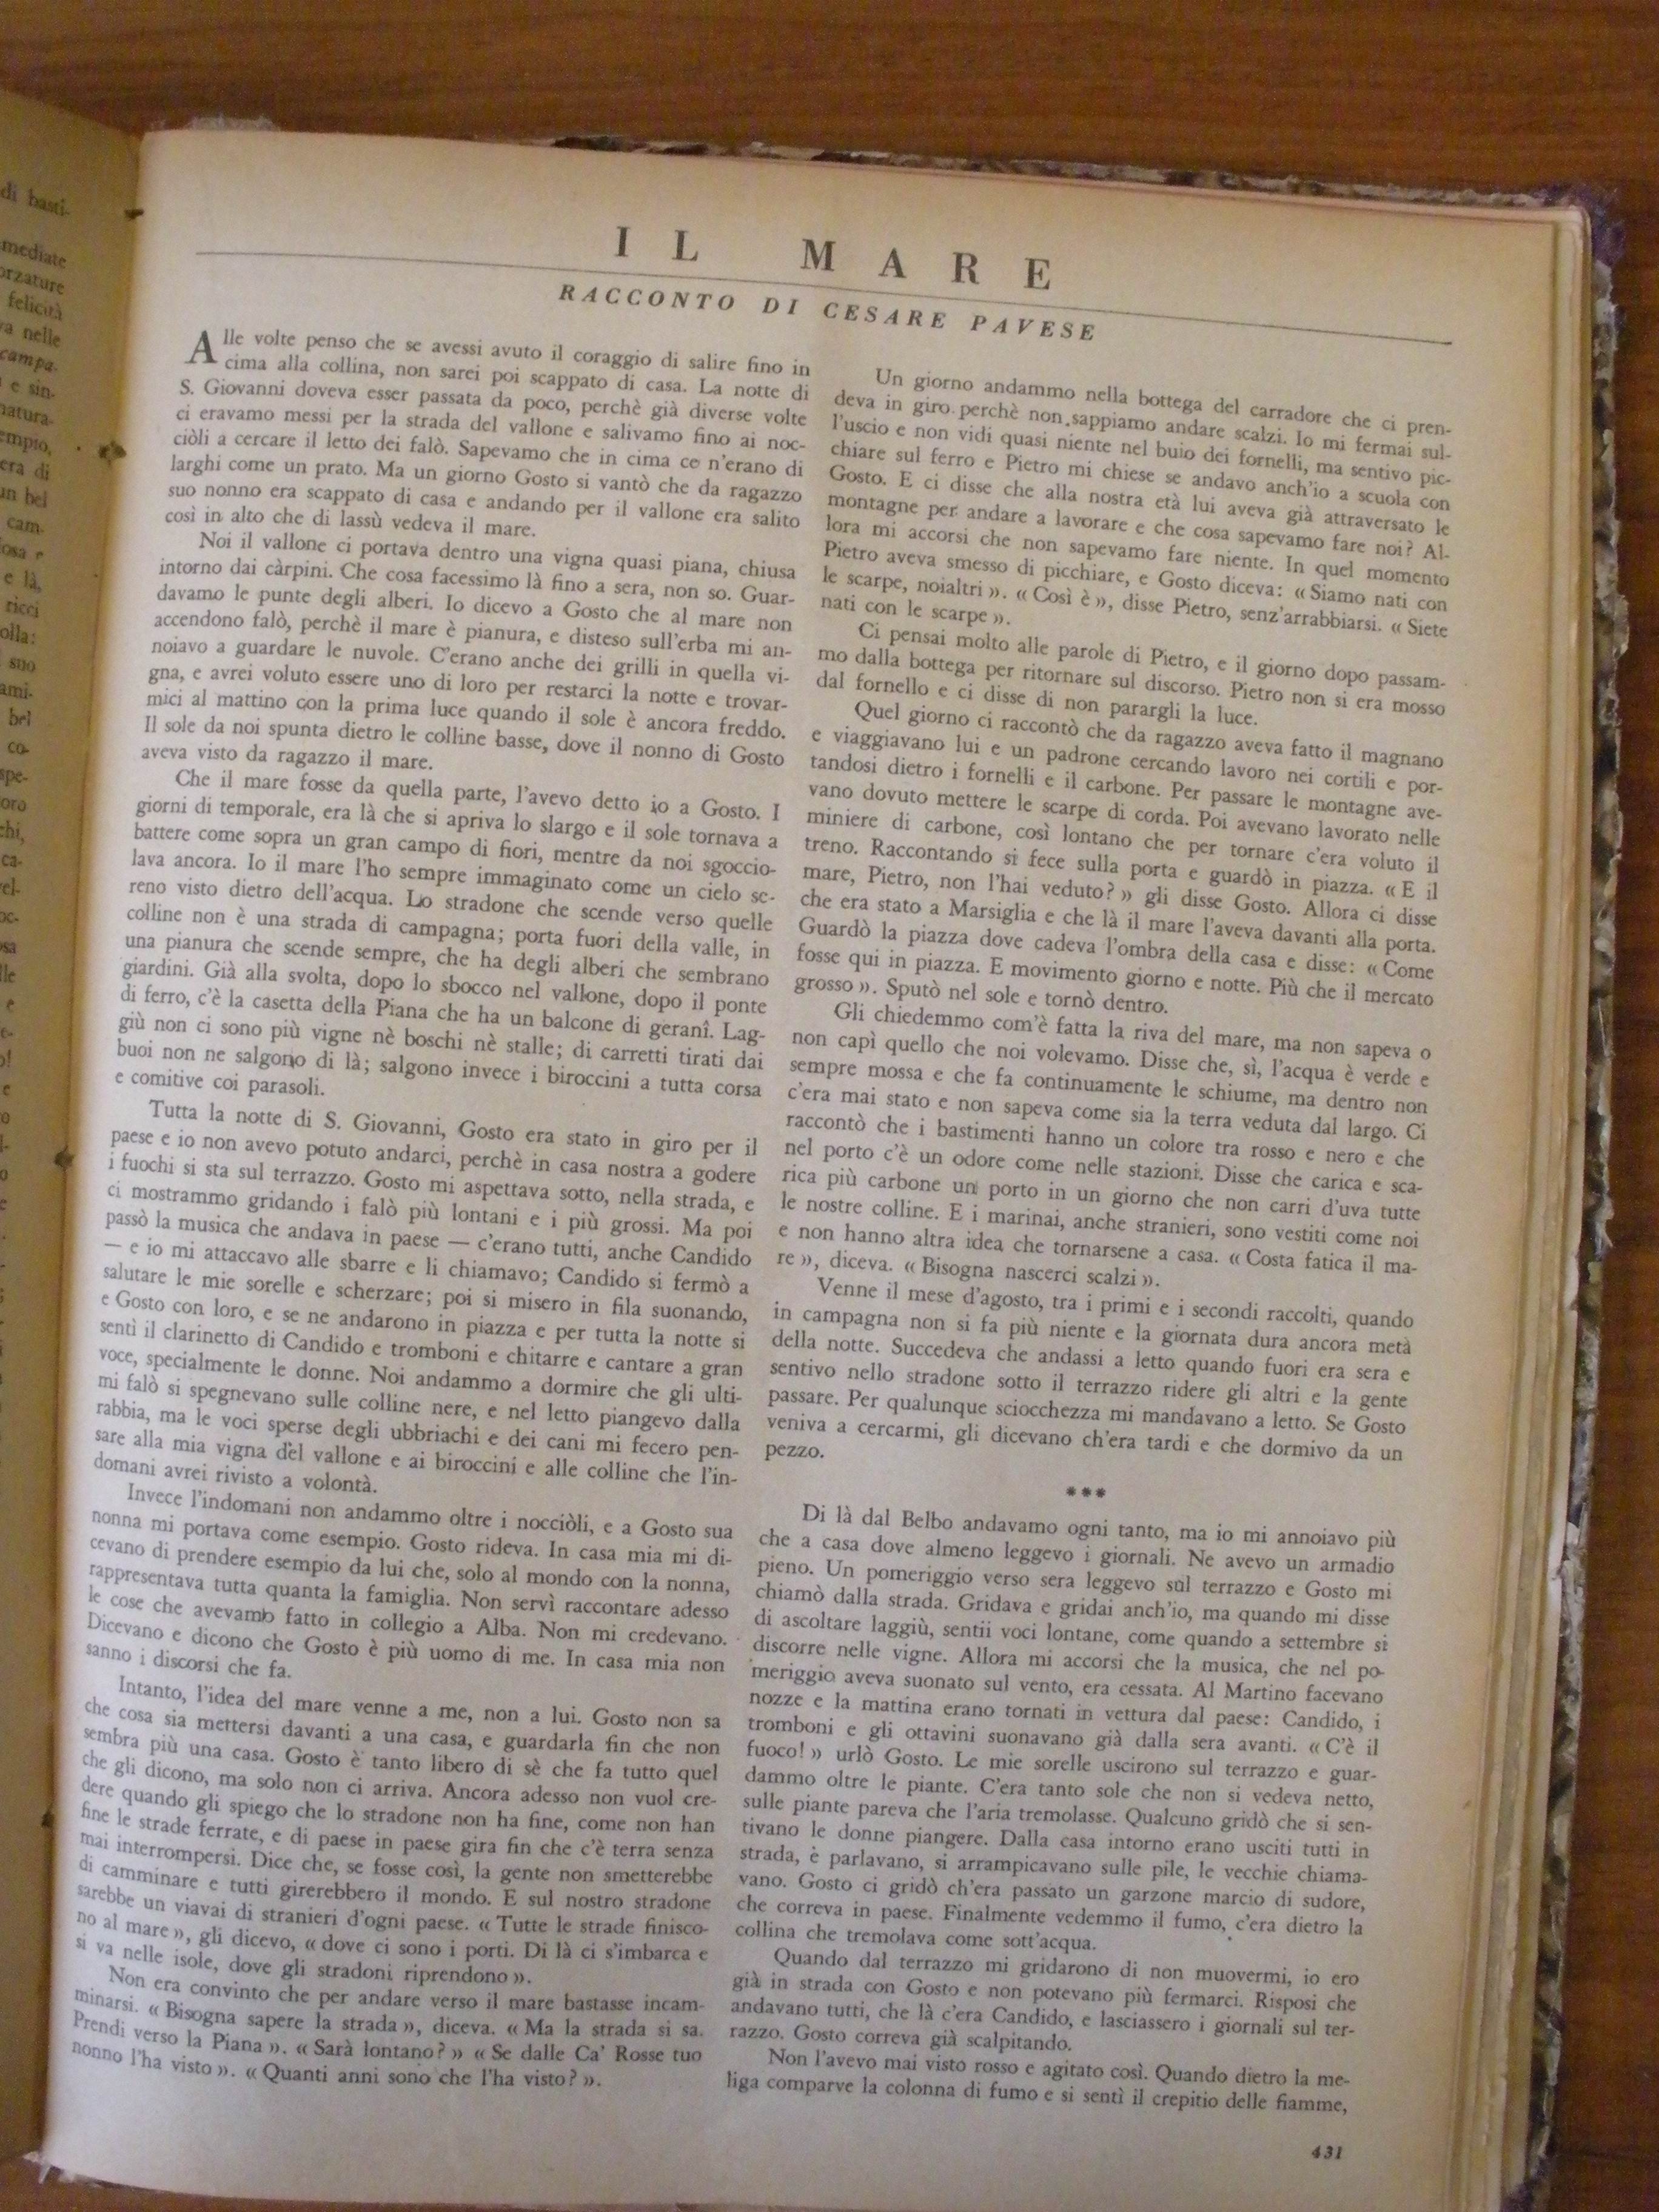 di basti-
mediate
orzature
felicità
va nelle
campa-
e sin-
natura-
empio,
era di
un bel
cam-
osa e
e là,
ricci
olla:
suo
ami-
bel
co-
spe-
oro
chi,
ca-
IL MARE
RACCONTO DI CESARE PAVESE
Alle volte penso che se avessi avuto il coraggio di salire fino in
cima alla collina, non sarei poi scappato di casa. La notte di
S. Giovanni doveva esser passata da poco, perchè già diverse volte
ci eravamo messi per la strada del vallone e salivamo fino ai noc-
ciòli a cercare il letto dei falò. Sapevamo che in cima ce n'erano di
larghi come un prato. Ma un giorno Gosto si vantò che da ragazzo
suo nonno era scappato di casa e andando per il vallone era salito
così in alto che di lassù vedeva il mare.
Noi il vallone ci portava dentro una vigna quasi piana, chiusa
intorno dai càrpini. Che cosa facessimo là fino a sera, non so. Guar-
davamo le punte degli alberi. Io dicevo a Gosto che al mare non
accendono falò, perchè il mare è pianura, e disteso sull'erba mi an-
noiavo a guardare le nuvole. C'erano anche dei grilli in quella vi-
gna, e avrei voluto essere uno di loro per restarci la notte e trovar-
mici al mattino con la prima luce quando il sole è ancora freddo.
Il sole da noi spunta dietro le colline basse, dove il nonno di Gosto
aveva visto da ragazzo il mare.
Che il mare fosse da quella parte, l'avevo detto io a Gosto. I
giorni di temporale, era là che si apriva lo slargo e il sole tornava a
battere come sopra un gran campo di fiori, mentre da noi sgoccio-
lava ancora. Io il mare l'ho sempre immaginato come un cielo se-
reno visto dietro dell'acqua. Lo stradone che scende verso quelle
colline non è una strada di campagna; porta fuori della valle, in
una pianura che scende sempre, che ha degli alberi che sembrano
giardini. Già alla svolta, dopo lo sbocco nel vallone, dopo il ponte
di ferro, c'è la casetta della Piana che ha un balcone di geranî. Lag-
giù non ci sono più vigne nè boschi nè stalle; di carretti tirati dai
buoi non ne salgono di là; salgono invece i biroccini a tutta corsa
e comitive coi parasoli.
Tutta la notte di S. Giovanni, Gosto era stato in giro per il
paese e io non avevo potuto andarci, perchè in casa nostra a godere
i fuochi si sta sul terrazzo. Gosto mi aspettava sotto, nella strada, e
ci mostrammo gridando i falò più lontani e i più grossi. Ma poi
passò la musica che andava in paese — c'erano tutti, anche Candido
— e io mi attaccavo alle sbarre e li chiamavo; Candido si fermò a
salutare le mie sorelle e scherzare; poi si misero in fila suonando,
e Gosto con loro, e se ne andarono in piazza e per tutta la notte si
sentì il clarinetto di Candido e tromboni e chitarre e cantare a gran
voce, specialmente le donne. Noi andammo a dormire che gli ulti-
mi falò si spegnevano sulle colline nere, e nel letto piangevo dalla
rabbia, ma le voci sperse degli ubbriachi e dei cani mi fecero pen-
sare alla mia vigna del vallone e ai biroccini e alle colline che l'in-
domani avrei rivisto a volontà.
Invece l'indomani non andammo oltre i nocciòli, e a Gosto sua
nonna mi portava come esempio. Gosto rideva. In casa mia mi di-
cevano di prendere esempio da lui che, solo al mondo con la nonna,
rappresentava tutta quanta la famiglia. Non servì raccontare adesso
le cose che avevamo fatto in collegio a Alba. Non mi credevano.
Dicevano e dicono che Gosto è più uomo di me. In casa mia non
sanno i discorsi che fa.
Intanto, l'idea del mare venne a me, non a lui. Gosto non sa
che cosa sia mettersi davanti a una casa, e guardarla fin che non
sembra più una casa. Gosto è tanto libero di sè che fa tutto quel
che gli dicono, ma solo non ci arriva. Ancora adesso non vuol cre-
dere quando gli spiego che lo stradone non ha fine, come non han
fine le strade ferrate, e di paese in paese gira fin che c'è terra senza
mai interrompersi. Dice che, se fosse così, la gente non smetterebbe
di camminare e tutti girerebbero il mondo. E sul nostro stradone
sarebbe un viavai di stranieri d'ogni paese. « Tutte le strade finisco-
no al mare », gli dicevo, « dove ci sono i porti. Di là ci s'imbarca e
si va nelle isole, dove gli stradoni riprendono ».
Non era convinto che per andare verso il mare bastasse incam-
minarsi. « Bisogna sapere la strada », diceva. « Ma la strada si sa.
Prendi verso la Piana ». « Sarà lontano? » « Se dalle Ca' Rosse tuo
nonno l'ha visto ». « Quanti anni sono che l'ha visto? ».
Un giorno andammo nella bottega del carradore che ci pren-
deva in giro perchè non sappiamo andare scalzi. Io mi fermai sul-
l'uscio e non vidi quasi niente nel buio dei fornelli, ma sentivo pic-
chiare sul ferro e Pietro mi chiese se andavo anch'io a scuola con
Gosto. E ci disse che alla nostra età lui aveva già attraversato le
montagne per andare a lavorare e che cosa sapevamo fare noi? Al-
lora mi accorsi che non sapevamo fare niente. In quel momento
Pietro aveva smesso di picchiare, e Gosto diceva: « Siamo nati con
le scarpe, noialtri ». « Così è », disse Pietro, senz'arrabbiarsi. « Siete
nati con le scarpe ».
Ci pensai molto alle parole di Pietro, e il giorno dopo passam-
mo dalla bottega per ritornare sul discorso. Pietro non si era mosso
dal fornello e ci disse di non parargli la luce.
Quel giorno ci raccontò che da ragazzo aveva fatto il magnano
e viaggiavano lui e un padrone cercando lavoro nei cortili e por-
tandosi dietro i fornelli e il carbone. Per passare le montagne ave-
vano dovuto mettere le scarpe di corda. Poi avevano lavorato nelle
miniere di carbone, così lontano che per tornare c'era voluto il
treno. Raccontando si fece sulla porta e guardò in piazza. « E il
mare, Pietro, non l'hai veduto? » gli disse Gosto. Allora ci disse
che era stato a Marsiglia e che là il mare l'aveva davanti alla porta.
Guardò la piazza dove cadeva l'ombra della casa e disse: « Come
fosse qui in piazza. E movimento giorno e notte. Più che il mercato
grosso ». Sputò nel sole e tornò dentro.
Gli chiedemmo com'è fatta la riva del mare, ma non sapeva o
non capì quello che noi volevamo. Disse che, sì, l'acqua è verde e
sempre mossa e che fa continuamente le schiume, ma dentro non
c'era mai stato e non sapeva come sia la terra veduta dal largo. Ci
raccontò che i bastimenti hanno un colore tra rosso e nero e che
nel porto c'è un odore come nelle stazioni. Disse che carica e sca-
rica più carbone un porto in un giorno che non carri d'uva tutte
le nostre colline. E i marinai, anche stranieri, sono vestiti come noi
e non hanno altra idea che tornarsene a casa. « Costa fatica il ma-
re », diceva. « Bisogna nascerci scalzi ».
Venne il mese d'agosto, tra i primi e i secondi raccolti, quando
in campagna non si fa più niente e la giornata dura ancora metà
della notte. Succedeva che andassi a letto quando fuori era sera e
sentivo nello stradone sotto il terrazzo ridere gli altri e la gente
passare. Per qualunque sciocchezza mi mandavano a letto. Se Gosto
veniva a cercarmi, gli dicevano ch'era tardi e che dormivo da un
pezzo.
***
Di là dal Belbo andavamo ogni tanto, ma io mi annoiavo più
che a casa dove almeno leggevo i giornali. Ne avevo un armadio
pieno. Un pomeriggio verso sera leggevo sul terrazzo e Gosto mi
chiamò dalla strada. Gridava e gridai anch'io, ma quando mi disse
di ascoltare laggiù, sentii voci lontane, come quando a settembre si
discorre nelle vigne. Allora mi accorsi che la musica, che nel po-
meriggio aveva suonato sul vento, era cessata. Al Martino facevano
nozze e la mattina erano tornati in vettura dal paese: Candido, i
tromboni e gli ottavini suonavano già dalla sera avanti. « C'è il
fuoco! » urlò Gosto. Le mie sorelle uscirono sul terrazzo e guar-
dammo oltre le piante. C'era tanto sole che non si vedeva netto,
sulle piante pareva che l'aria tremolasse. Qualcuno gridò che si sen-
tivano le donne piangere. Dalla casa intorno erano usciti tutti in
strada, e parlavano, si arrampicavano sulle pile, le vecchie chiama-
vano. Gosto ci gridò ch'era passato un garzone marcio di sudore,
che correva in paese. Finalmente vedemmo il fumo, c'era dietro la
collina che tremolava come sott'acqua.
Quando dal terrazzo mi gridarono di non muovermi, io ero
già in strada con Gosto e non potevano più fermarci. Risposi che
andavano tutti, che là c'era Candido, e lasciassero i giornali sul ter-
razzo. Gosto correva già scalpitando.
Non l'avevo mai visto rosso e agitato così. Quando dietro la me-
liga comparve la colonna di fumo e si sentì il crepitio delle fiamme,
431